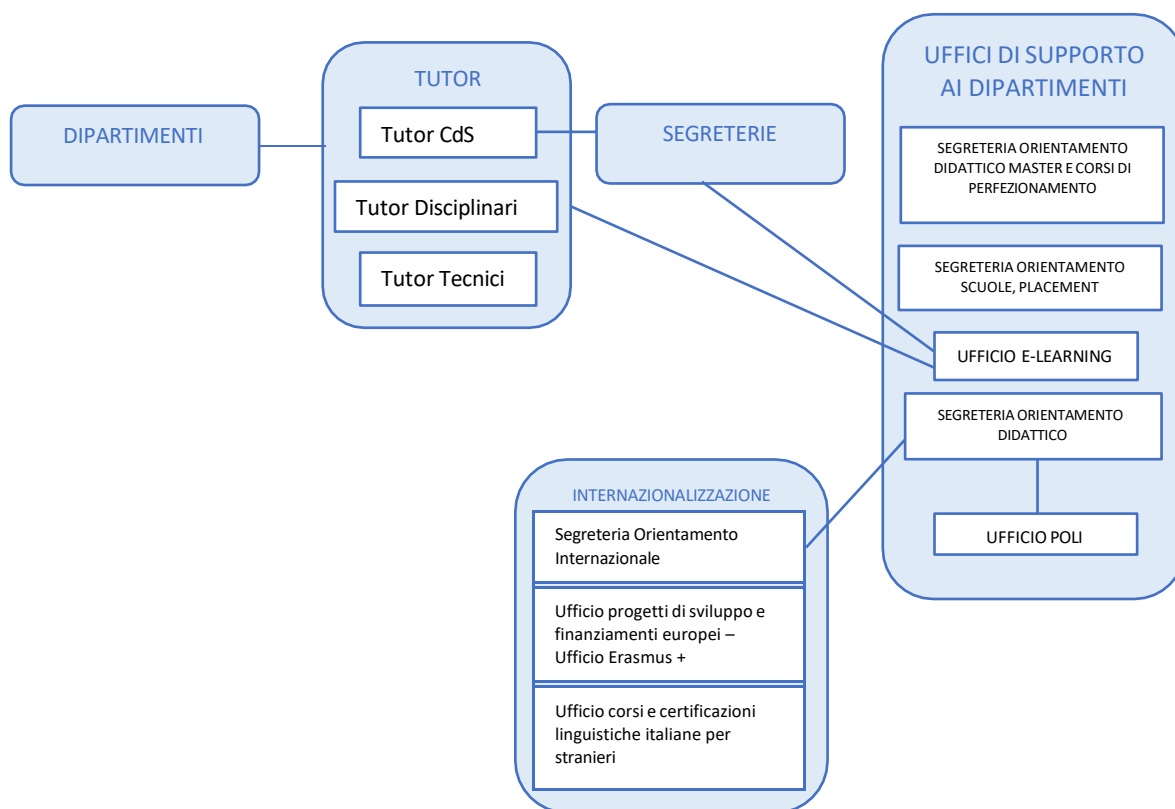 DIPARTIMENTI
TUTOR
Tutor CdS
Tutor Disciplinari
Tutor Tecnici
SEGRETERIE
UFFICI DI SUPPORTO
AI DIPARTIMENTI
SEGRETERIA ORIENTAMENTO
DIDATTICO MASTER E CORSI DI
PERFEZIONAMENTO
SEGRETERIA ORIENTAMENTO
SCUOLE, PLACEMENT
UFFICIO E-LEARNING
SEGRETERIA ORIENTAMENTO
DIDATTICO
UFFICIO POLI
INTERNAZIONALIZZAZIONE
Segreteria Orientamento
Internazionale
Ufficio progetti di sviluppo e
finanziamenti europei –
Ufficio Erasmus +
Ufficio corsi e certificazioni
linguistiche italiane per
stranieri